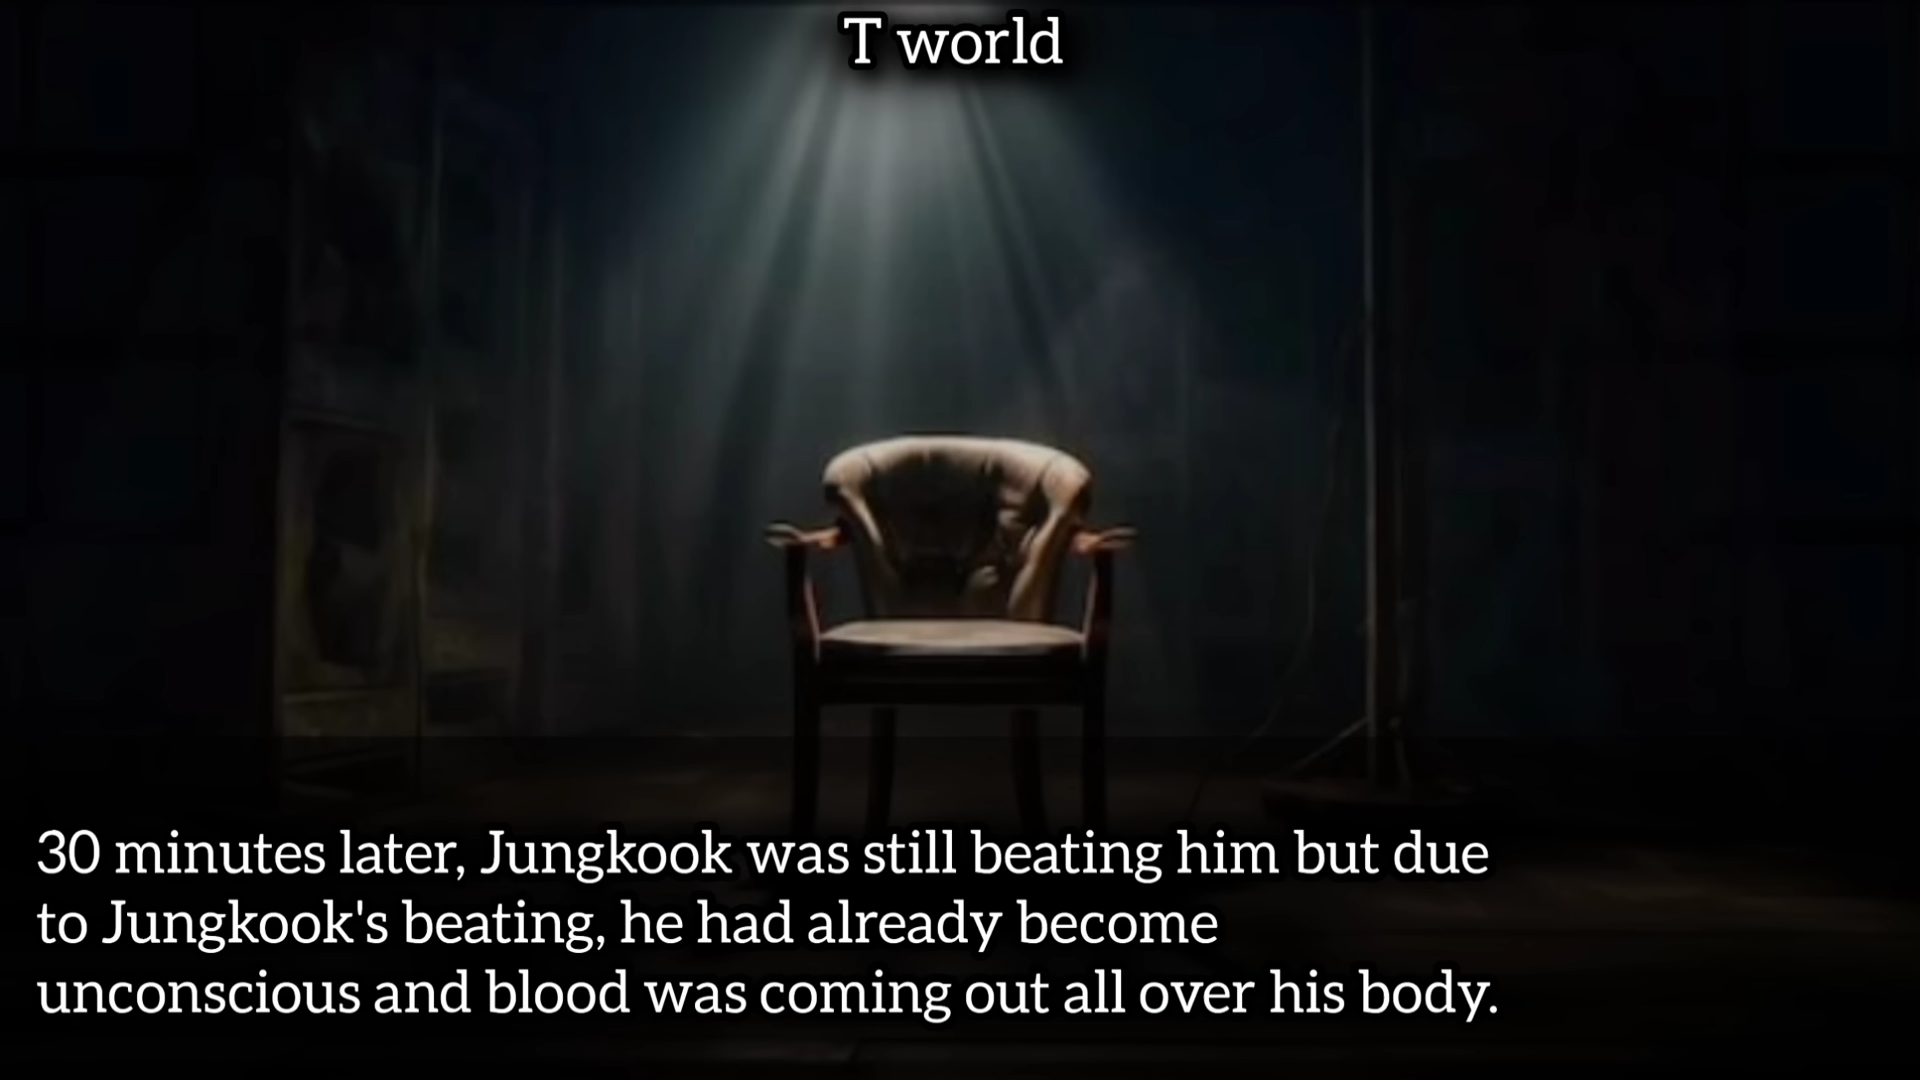 T world
30 minutes later, Jungkook was still beating him but due
to Jungkook's beating, he had already become
unconscious and blood was coming out all over his body.